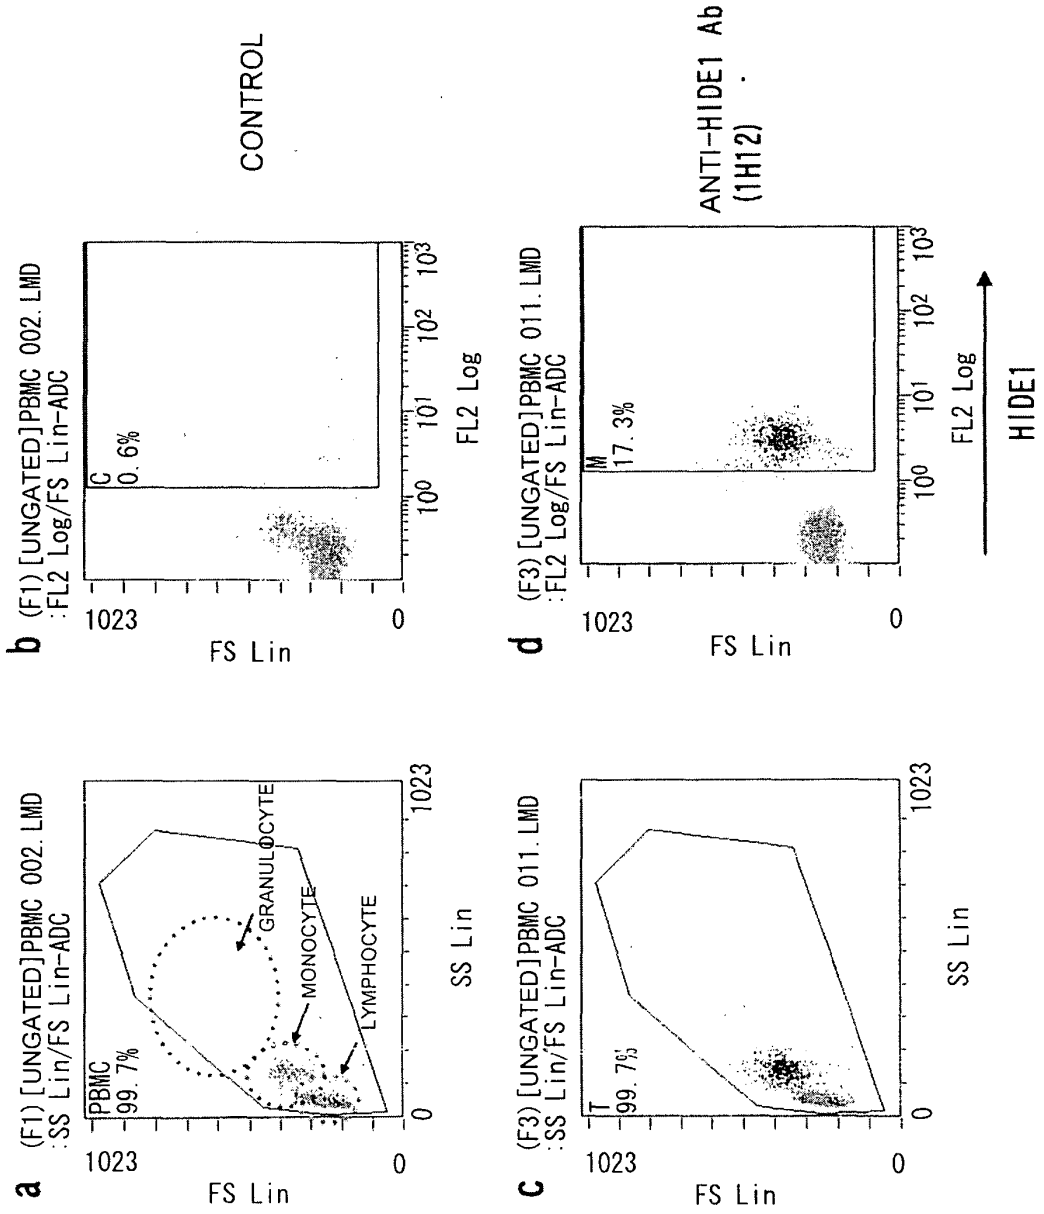 a
(F1) [UNGATED]PBMC 002. LMD
:SS Lin/FS Lin-ADC
1023
PBMC
99. 7%
GRANULOCYTE
MONOCYTE
LYMPHOCYTE
FS Lin
0
0
1023
SS Lin
b
(F1) [UNGATED]PBMC 002. LMD
:FL2 Log/FS Lin-ADC
1023
C
0. 6%
FS Lin
0
10⁰
10¹
10²
10³
FL2 Log
CONTROL
c
(F3) [UNGATED]PBMC 011. LMD
:SS Lin/FS Lin-ADC
1023
T
99. 7%
FS Lin
0
0
1023
SS Lin
d
(F3) [UNGATED]PBMC 011. LMD
:FL2 Log/FS Lin-ADC
1023
M
17. 3%
FS Lin
0
10⁰
10¹
10²
10³
FL2 Log
HIDE1
ANTI-HIDE1 Ab
(1H12)